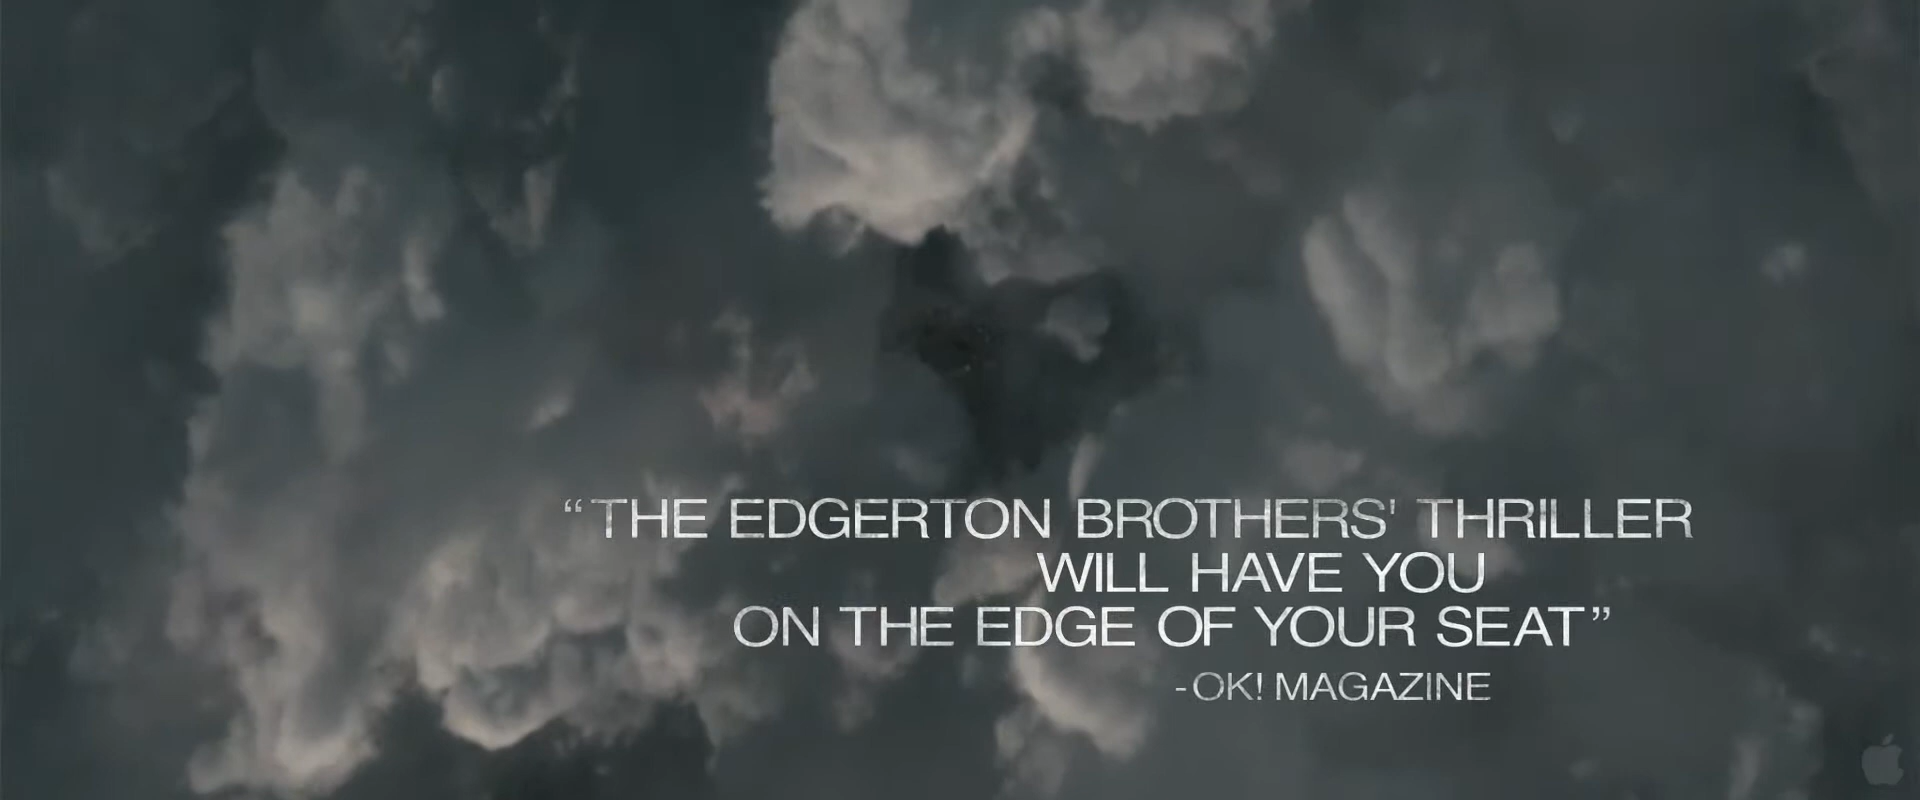 “THE EDGERTON BROTHERS' THRILLER
WILL HAVE YOU
ON THE EDGE OF YOUR SEAT”
-OK! MAGAZINE